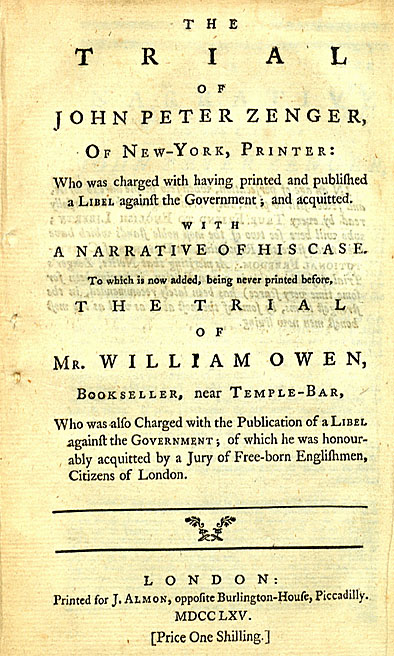 THE
TRIAL
OF
JOHN PETER ZENGER,
OF NEW-YORK, PRINTER:
Who was charged with having printed and publiſhed
a LIBEL againſt the Government; and acquitted.
WITH
A NARRATIVE OF HIS CASE.
To which is now added, being never printed before,
THE TRIAL
OF
MR. WILLIAM OWEN,
BOOKSELLER, near TEMPLE-BAR,
Who was alſo Charged with the Publication of a LIBEL
againſt the GOVERNMENT; of which he was honour-
ably acquitted by a Jury of Free-born Engliſhmen,
Citizens of London.
LONDON:
Printed for J. ALMON, oppoſite Burlington-Houſe, Piccadilly.
MDCC LXV.
[Price One Shilling.]